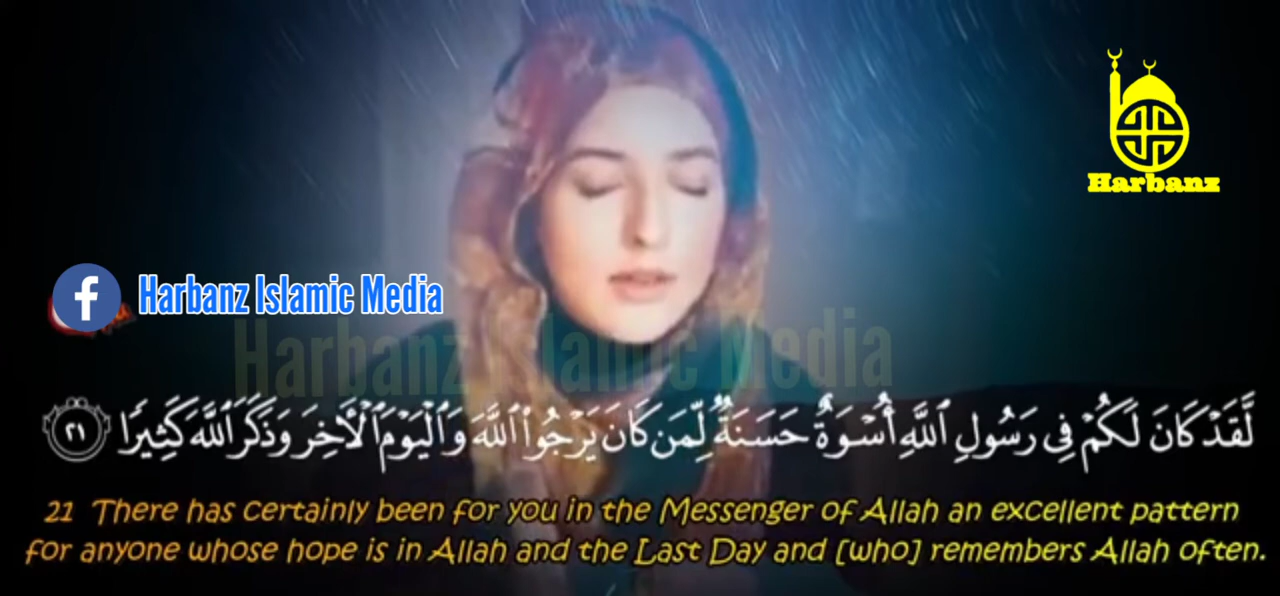 Harbanz
Harbanz Islamic Media
Harbanz Islamic Media
لَّقَدْ كَانَ لَكُمْ فِى رَسُولِ ٱللَّهِ أُسْوَةٌ حَسَنَةٌ لِّمَن كَانَ يَرْجُوا۟ ٱللَّهَ وَٱلْيَوْمَ ٱلْـَٔاخِرَ وَذَكَرَ ٱللَّهَ كَثِيرًا ٢١
21 There has certainly been for you in the Messenger of Allah an excellent pattern
for anyone whose hope is in Allah and the Last Day and [who] remembers Allah often.